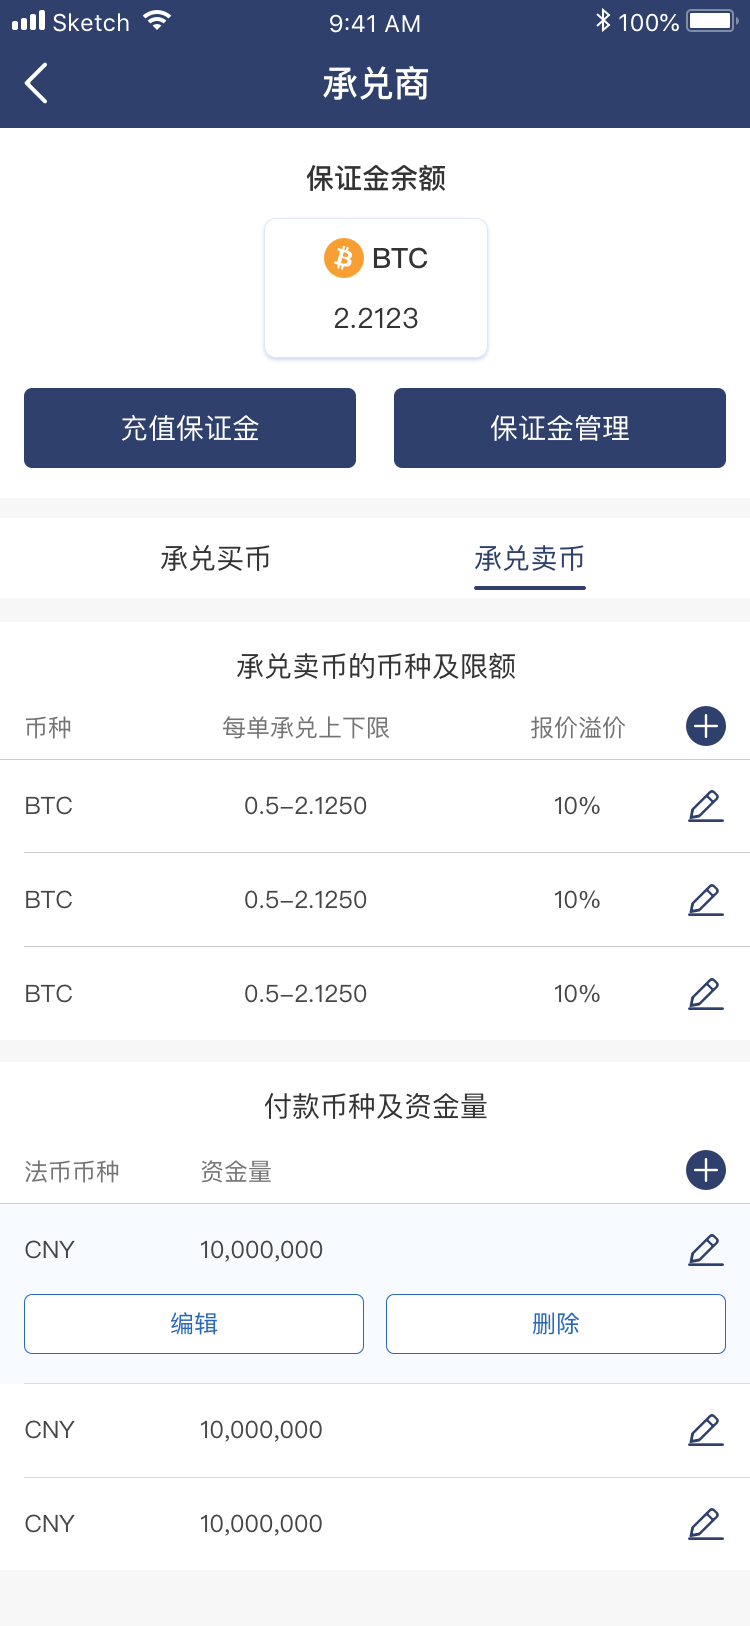 Sketch 9:41 AM 100%
承兑商
保证金余额
BTC
2.2123
充值保证金 保证金管理
承兑买币 承兑卖币
承兑卖币的币种及限额
币种 每单承兑上下限 报价溢价
BTC 0.5–2.1250 10%
BTC 0.5–2.1250 10%
BTC 0.5–2.1250 10%
付款币种及资金量
法币币种 资金量
CNY 10,000,000
编辑 删除
CNY 10,000,000
CNY 10,000,000